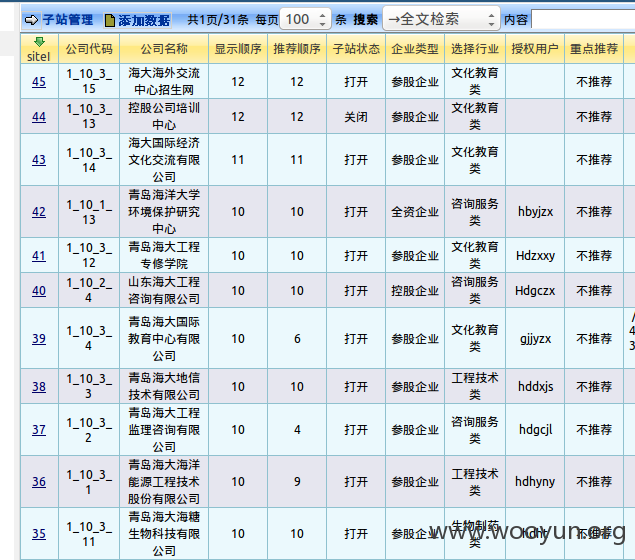 子站管理 添加数据 共1页/31条 每页 100 条 搜索 →全文检索 内容
siteI 公司代码 公司名称 显示顺序 推荐顺序 子站状态 企业类型 选择行业 授权用户 重点推荐
45 1_10_3_15 海大海外交流中心招生网 12 12 打开 参股企业 文化教育类 不推荐
44 1_10_3_13 控股公司培训中心 12 12 关闭 参股企业 文化教育类 不推荐
43 1_10_3_14 海大国际经济文化交流有限公司 11 11 打开 参股企业 文化教育类 不推荐
42 1_10_1_13 青岛海洋大学环境保护研究中心 10 10 打开 全资企业 咨询服务类 hbyjzx 不推荐
41 1_10_3_12 青岛海大工程专修学院 10 10 打开 参股企业 文化教育类 Hdzxxy 不推荐
40 1_10_2_4 山东海大工程咨询有限公司 10 10 打开 控股企业 咨询服务类 Hdgczx 不推荐
39 1_10_3_4 青岛海大国际教育中心有限公司 10 6 打开 参股企业 文化教育类 gjjyzx 不推荐 / 4 3
38 1_10_3_3 青岛海大地信技术有限公司 10 10 打开 参股企业 工程技术类 hddxjs 不推荐
37 1_10_3_2 青岛海大工程监理咨询有限公司 10 4 打开 参股企业 咨询服务类 hdgcjl 不推荐
36 1_10_3_1 青岛海大海洋能源工程技术股份有限公司 10 9 打开 参股企业 工程技术类 hdhyny 不推荐
35 1_10_3_11 青岛海大海糖生物科技有限公司 10 10 打开 参股企业 生物制药类 不推荐
www.wooyun.org